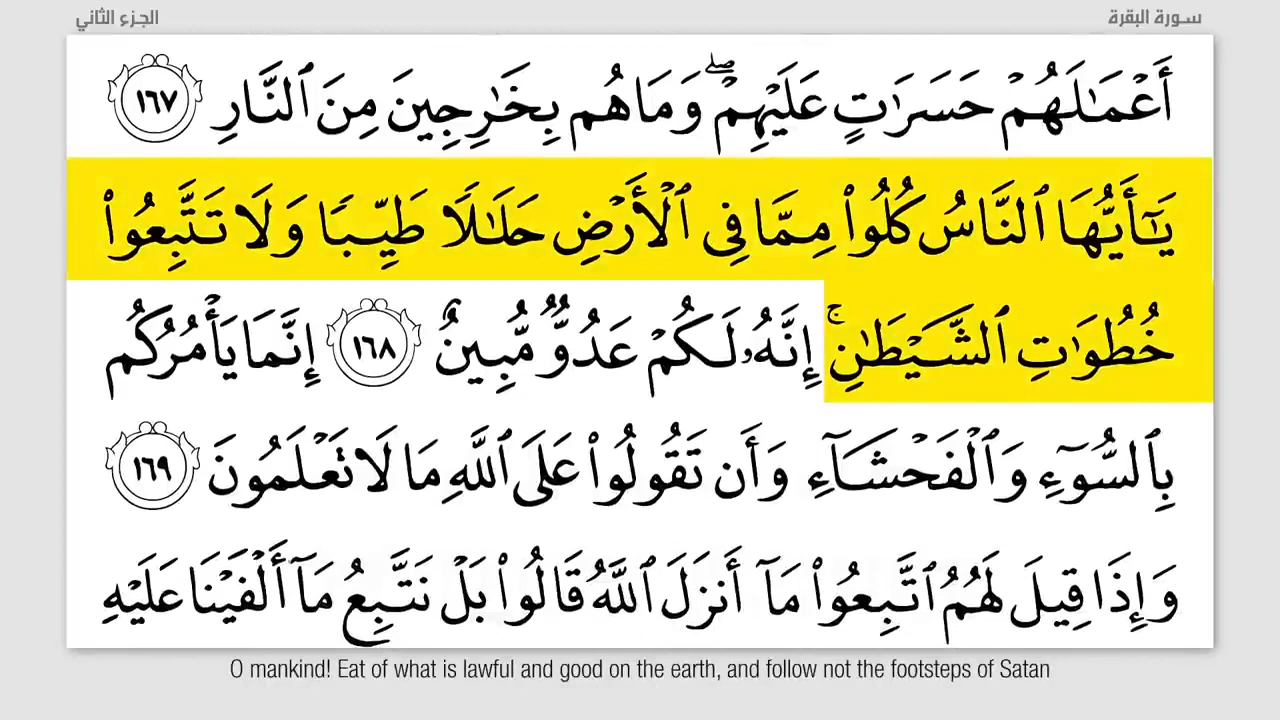 سورة البقرة
الجزء الثاني
أَعْمَـٰلَهُمْ حَسَرَٰتٍ عَلَيْهِمْ ۖ وَمَا هُم بِخَـٰرِجِينَ مِنَ ٱلنَّارِ ١٦٧
يَـٰٓأَيُّهَا ٱلنَّاسُ كُلُوا۟ مِمَّا فِى ٱلْأَرْضِ حَلَـٰلًا طَيِّبًا وَلَا تَتَّبِعُوا۟
خُطُوَٰتِ ٱلشَّيْطَـٰنِ ۚ إِنَّهُۥ لَكُمْ عَدُوٌّ مُّبِينٌ ١٦٨ إِنَّمَا يَأْمُرُكُم
بِٱلسُّوٓءِ وَٱلْفَحْشَآءِ وَأَن تَقُولُوا۟ عَلَى ٱللَّهِ مَا لَا تَعْلَمُونَ ١٦٩
وَإِذَا قِيلَ لَهُمُ ٱتَّبِعُوا۟ مَآ أَنزَلَ ٱللَّهُ قَالُوا۟ بَلْ نَتَّبِعُ مَآ أَلْفَيْنَا عَلَيْهِ
O mankind! Eat of what is lawful and good on the earth, and follow not the footsteps of Satan